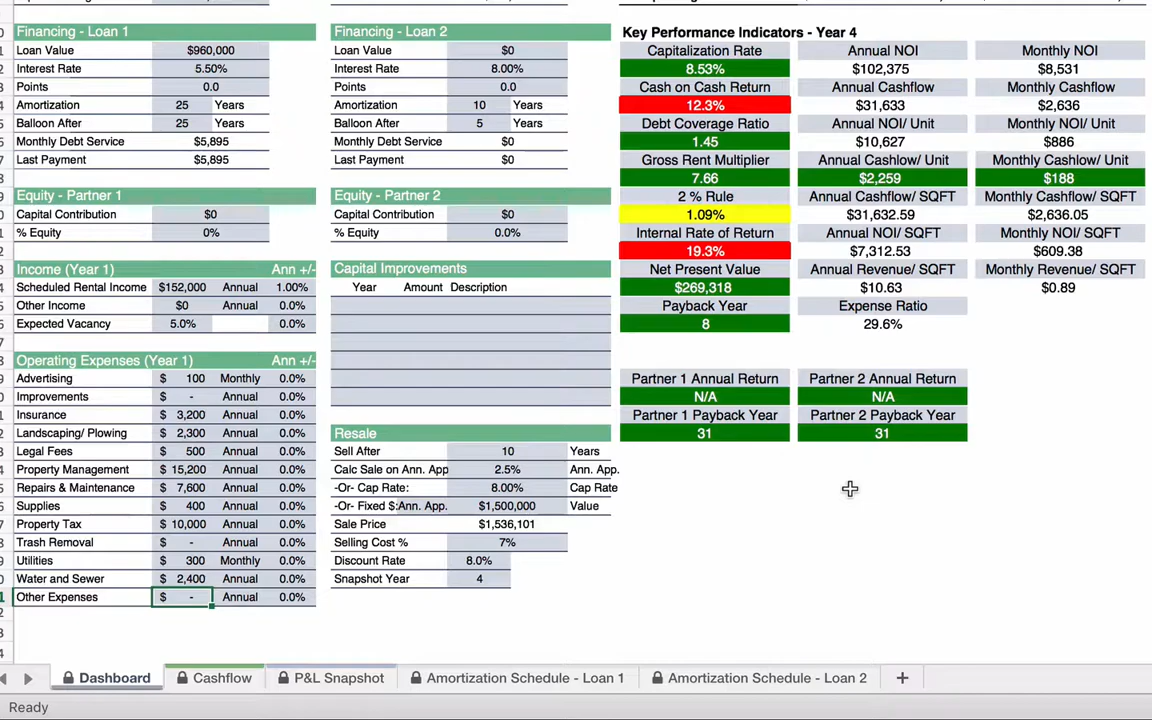 Financing - Loan 1
Loan Value $960,000
Interest Rate 5.50%
Points 0.0
Amortization 25 Years
Balloon After 25 Years
Monthly Debt Service $5,895
Last Payment $5,895
Equity - Partner 1
Capital Contribution $0
% Equity 0%
Income (Year 1) Ann +/-
Scheduled Rental Income $152,000 Annual 1.00%
Other Income $0 Annual 0.0%
Expected Vacancy 5.0% 0.0%
Operating Expenses (Year 1) Ann +/-
Advertising $ 100 Monthly 0.0%
Improvements $ - Annual 0.0%
Insurance $ 3,200 Annual 0.0%
Landscaping/ Plowing $ 2,300 Annual 0.0%
Legal Fees $ 500 Annual 0.0%
Property Management $ 15,200 Annual 0.0%
Repairs & Maintenance $ 7,600 Annual 0.0%
Supplies $ 400 Annual 0.0%
Property Tax $ 10,000 Annual 0.0%
Trash Removal $ - Annual 0.0%
Utilities $ 300 Monthly 0.0%
Water and Sewer $ 2,400 Annual 0.0%
Other Expenses $ - Annual 0.0%
Financing - Loan 2
Loan Value $0
Interest Rate 8.00%
Points 0.0
Amortization 10 Years
Balloon After 5 Years
Monthly Debt Service $0
Last Payment $0
Equity - Partner 2
Capital Contribution $0
% Equity 0.0%
Capital Improvements
Year Amount Description
Resale
Sell After 10 Years
Calc Sale on Ann. App 2.5% Ann. App.
-Or- Cap Rate: 8.00% Cap Rate
-Or- Fixed $:Ann. App. $1,500,000 Value
Sale Price $1,536,101
Selling Cost % 7%
Discount Rate 8.0%
Snapshot Year 4
Key Performance Indicators - Year 4
Capitalization Rate Annual NOI Monthly NOI
8.53% $102,375 $8,531
Cash on Cash Return Annual Cashflow Monthly Cashflow
12.3% $31,633 $2,636
Debt Coverage Ratio Annual NOI/ Unit Monthly NOI/ Unit
1.45 $10,627 $886
Gross Rent Multiplier Annual Cashlow/ Unit Monthly Cashlow/ Unit
7.66 $2,259 $188
2 % Rule Annual Cashflow/ SQFT Monthly Cashflow/ SQFT
1.09% $31,632.59 $2,636.05
Internal Rate of Return Annual NOI/ SQFT Monthly NOI/ SQFT
19.3% $7,312.53 $609.38
Net Present Value Annual Revenue/ SQFT Monthly Revenue/ SQFT
$269,318 $10.63 $0.89
Payback Year Expense Ratio
8 29.6%
Partner 1 Annual Return Partner 2 Annual Return
N/A N/A
Partner 1 Payback Year Partner 2 Payback Year
31 31
Dashboard Cashflow P&L Snapshot Amortization Schedule - Loan 1 Amortization Schedule - Loan 2 +
Ready